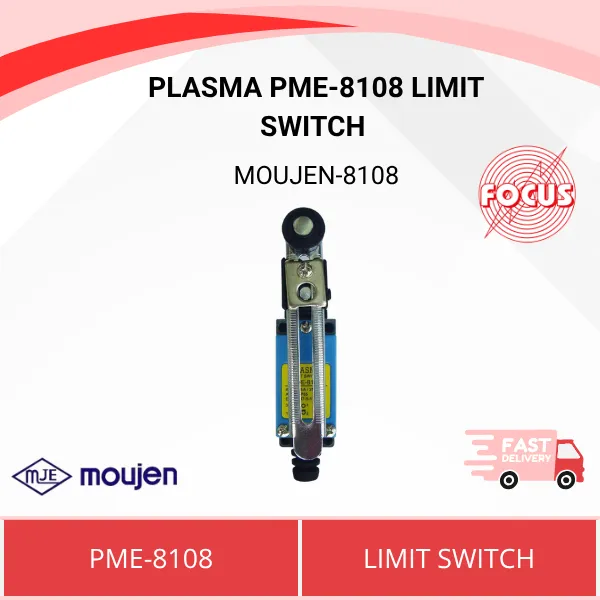 PLASMA PME-8108 LIMIT
SWITCH
MOUJEN-8108
FOCUS
MJE moujen
FAST
DELIVERY
PME-8108
LIMIT SWITCH